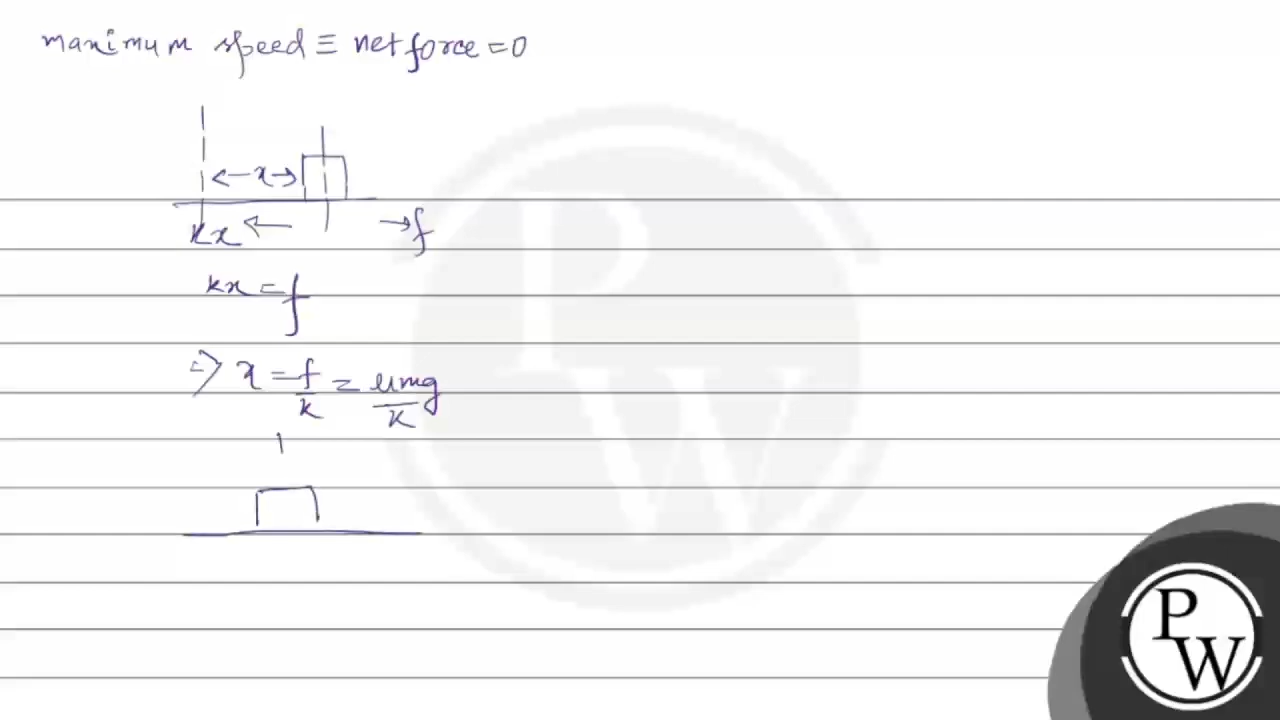 maximum speed ≡ net force = 0
← x →
kx ← → f
kx = f
⇒ x = f/k = μmg/k
P
W
P
W